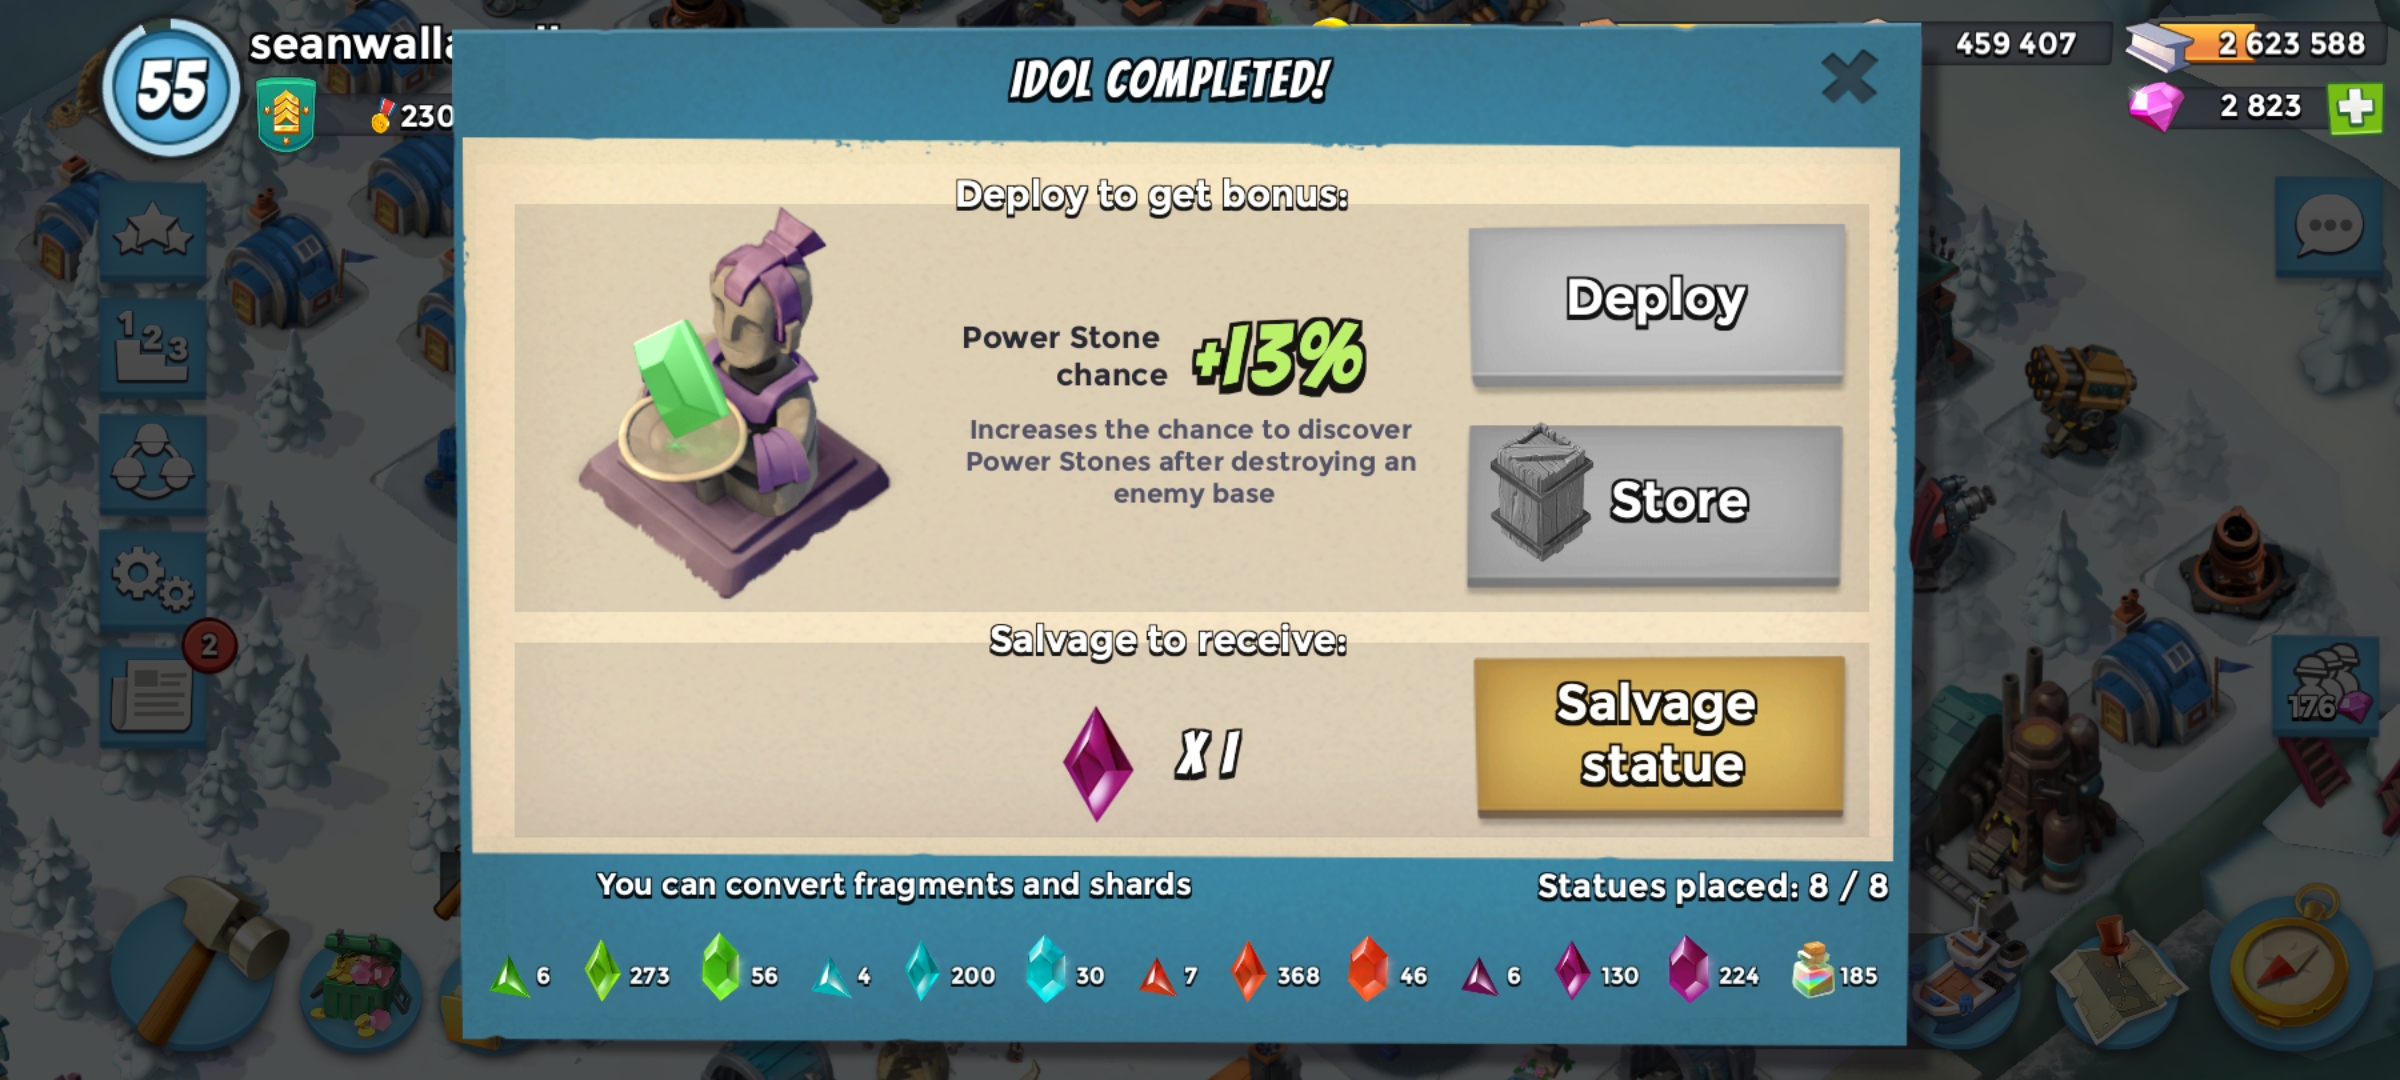 55
230
IDOL COMPLETED!
459 407
2 623 588
2 823
Deploy to get bonus:
Power Stone
chance
+13%
Increases the chance to discover
Power Stones after destroying an
enemy base
Deploy
Store
1 2 3
2
Salvage to receive:
X 1
Salvage
statue
176
You can convert fragments and shards
Statues placed: 8 / 8
6 273 56 4 200 30 7 368 46 6 130 224 185